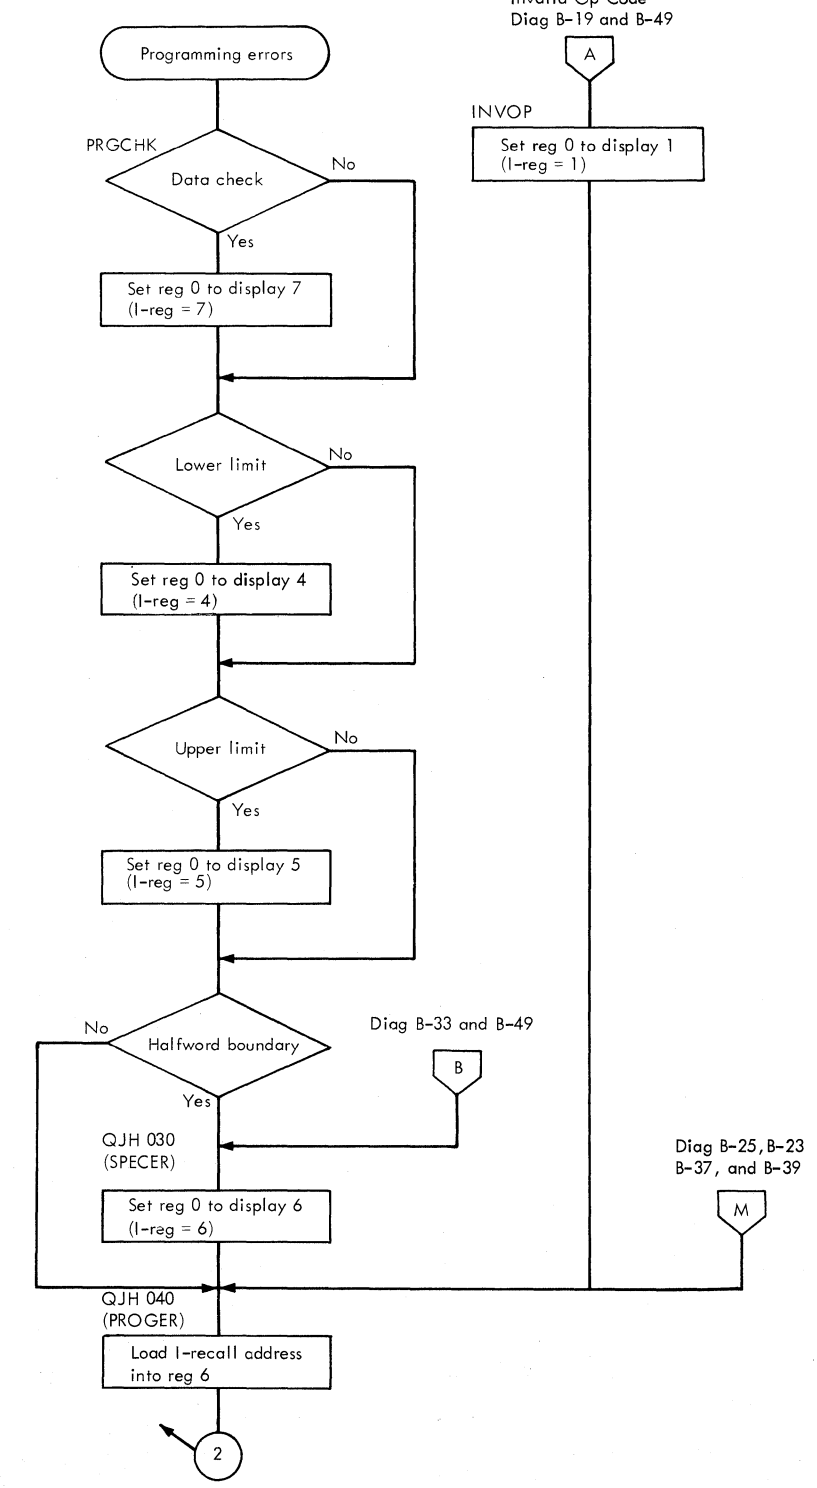 Invalid Op Code
Diag B-19 and B-49
A
Programming errors
INVOP
Set reg 0 to display 1
(I-reg = 1)
PRGCHK
Data check
No
Yes
Set reg 0 to display 7
(I-reg = 7)
Lower limit
No
Yes
Set reg 0 to display 4
(I-reg = 4)
Upper limit
No
Yes
Set reg 0 to display 5
(I-reg = 5)
Diag B-33 and B-49
B
No
Halfword boundary
Yes
QJH 030
(SPECER)
Diag B-25, B-23
B-37, and B-39
M
Set reg 0 to display 6
(I-reg = 6)
QJH 040
(PROGER)
Load I-recall address
into reg 6
2